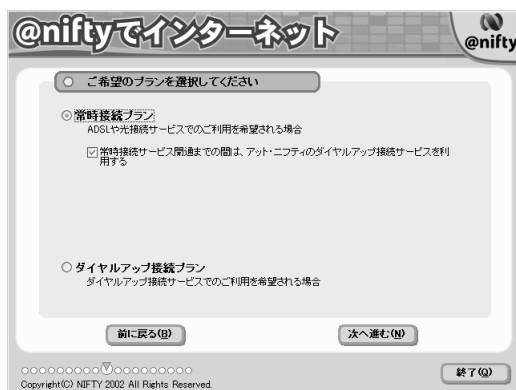 @niftyでインターネット
@nifty
ご希望のプランを選択してください
常時接続プラン
ADSLや光接続サービスでのご利用を希望される場合
常時接続サービス開通までの間は、アット・ニフティのダイヤルアップ接続サービスを利
用する
ダイヤルアップ接続プラン
ダイヤルアップ接続サービスでのご利用を希望される場合
前に戻る(B)
次へ進む(N)
終了(Q)
Copyright(C) NIFTY 2002 All Rights Reserved.